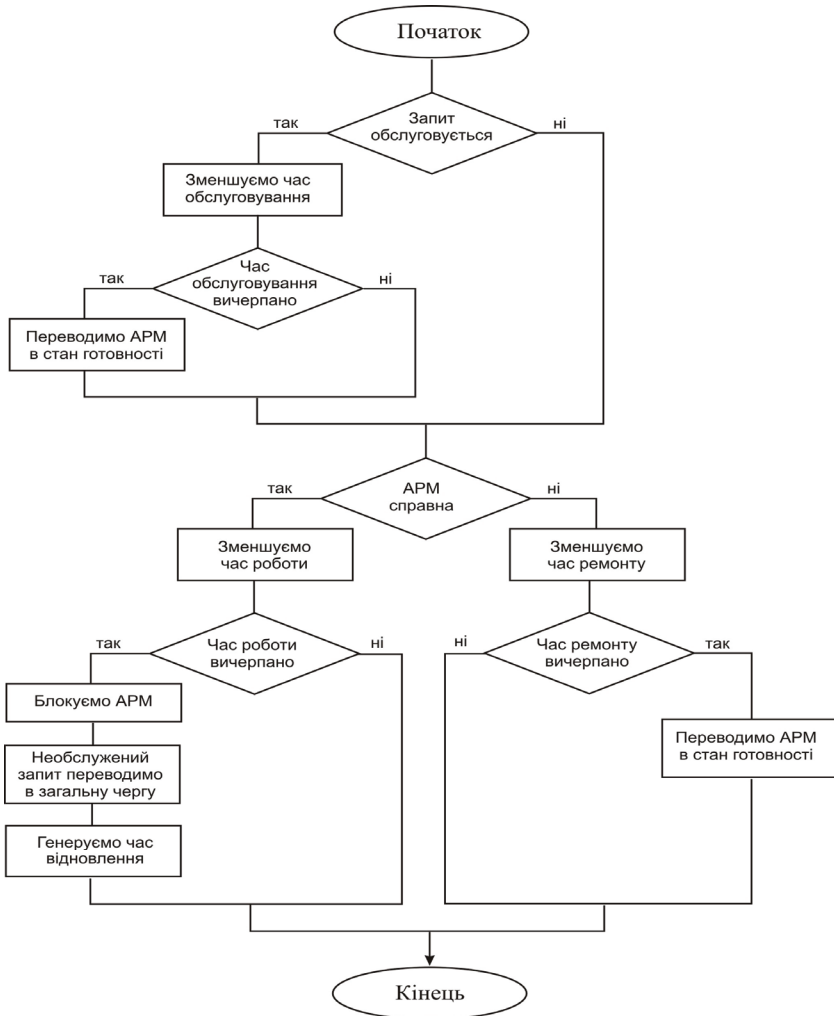 Початок
Запит
обслуговується
так
ні
Зменшуємо час
обслуговування
Час
обслуговування
вичерпано
так
ні
Переводимо АРМ
в стан готовності
АРМ
справна
так
ні
Зменшуємо
час роботи
Зменшуємо
час ремонту
Час роботи
вичерпано
так
ні
Час ремонту
вичерпано
ні
так
Блокуємо АРМ
Необслужений
запит переводимо
в загальну чергу
Генеруємо час
відновлення
Переводимо АРМ
в стан готовності
Кінець